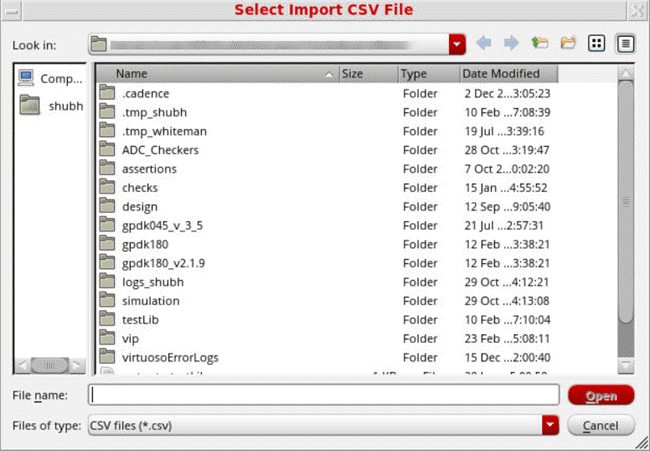 Select Import CSV File
Look in:
Comp...
shubh
Name Size Type Date Modified
.cadence Folder 2 Dec 2...3:05:23
.tmp_shubh Folder 10 Feb ...7:08:39
.tmp_whiteman Folder 19 Jul ...3:39:16
ADC_Checkers Folder 28 Oct ...3:19:47
assertions Folder 7 Oct 2...0:02:20
checks Folder 15 Jan ...4:55:52
design Folder 12 Sep ...9:05:40
gpdk045_v_3_5 Folder 21 Jul ...2:57:31
gpdk180 Folder 12 Feb ...3:38:21
gpdk180_v2.1.9 Folder 12 Feb ...3:38:21
logs_shubh Folder 29 Oct ...4:12:21
simulation Folder 29 Oct ...4:13:08
testLib Folder 10 Feb ...7:10:04
vip Folder 23 Feb ...5:08:11
virtuosoErrorLogs Folder 15 Dec ...2:00:40
File name: Open
Files of type: CSV files (*.csv) Cancel